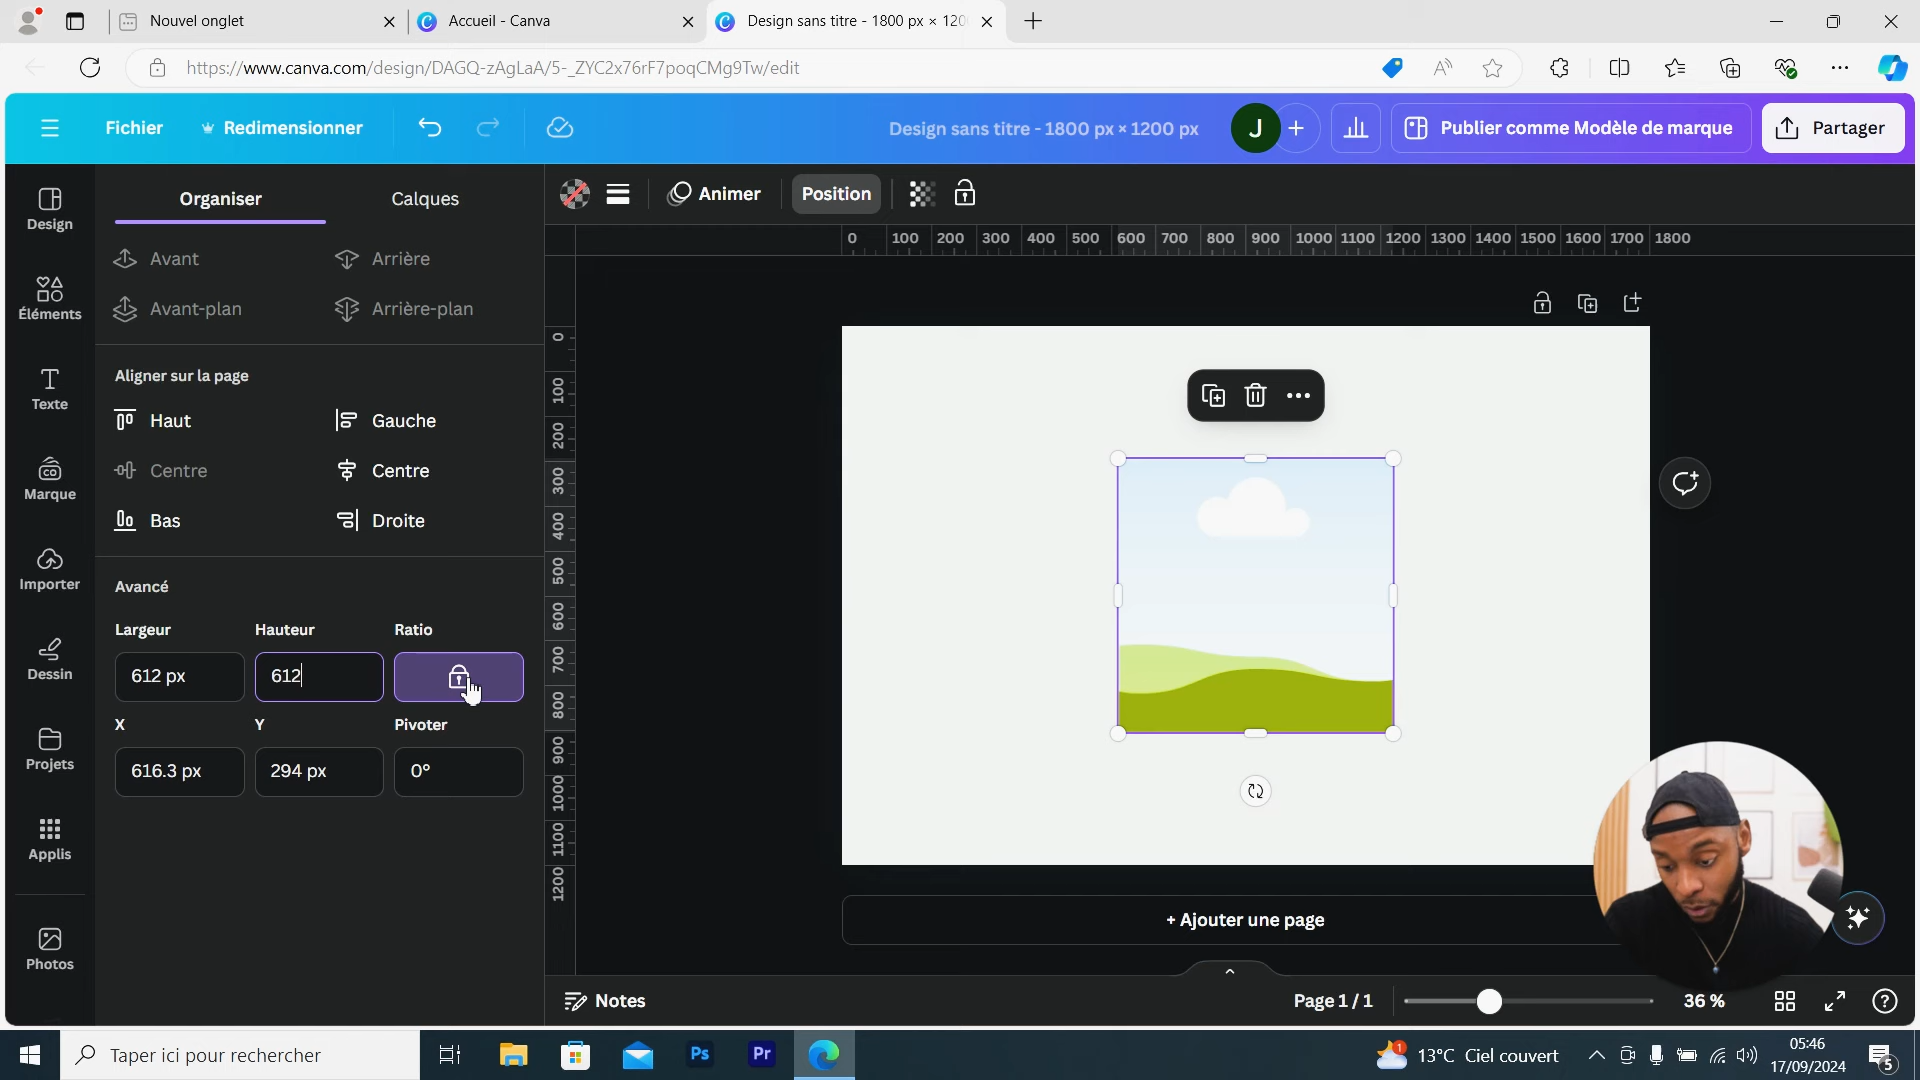 Nouvel onglet
Accueil - Canva
Design sans titre - 1800 px × 120
https://www.canva.com/design/DAGQ-zAgLaA/5-_ZYC2x76rF7poqCMg9Tw/edit
Fichier
Redimensionner
Design sans titre - 1800 px × 1200 px
J
Publier comme Modèle de marque
Partager
Design
Éléments
Texte
Marque
Importer
Dessin
Projets
Applis
Photos
Organiser
Calques
Avant
Arrière
Avant-plan
Arrière-plan
Aligner sur la page
Haut
Gauche
Centre
Centre
Bas
Droite
Avancé
Largeur
Hauteur
Ratio
612 px
612
X
Y
Pivoter
616.3 px
294 px
0°
Animer
Position
0 100 200 300 400 500 600 700 800 900 1000 1100 1200 1300 1400 1500 1600 1700 1800
0 100 200 300 400 500 600 700 800 900 1000 1100 1200
+ Ajouter une page
Notes
Page 1 / 1
36 %
Taper ici pour rechercher
Ps
Pr
1
13°C Ciel couvert
05:46
17/09/2024
5